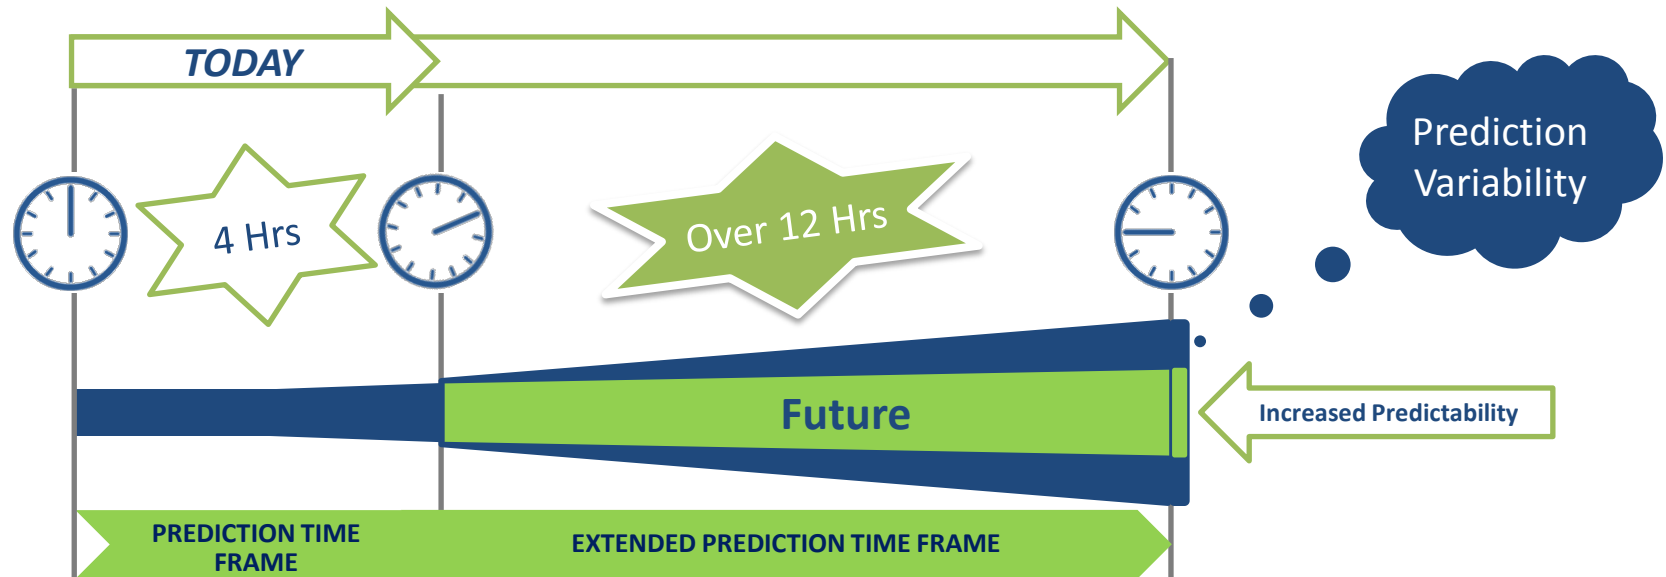 TODAY
4 Hrs
Over 12 Hrs
Prediction
Variability
Future
Increased Predictability
PREDICTION TIME
FRAME
EXTENDED PREDICTION TIME FRAME